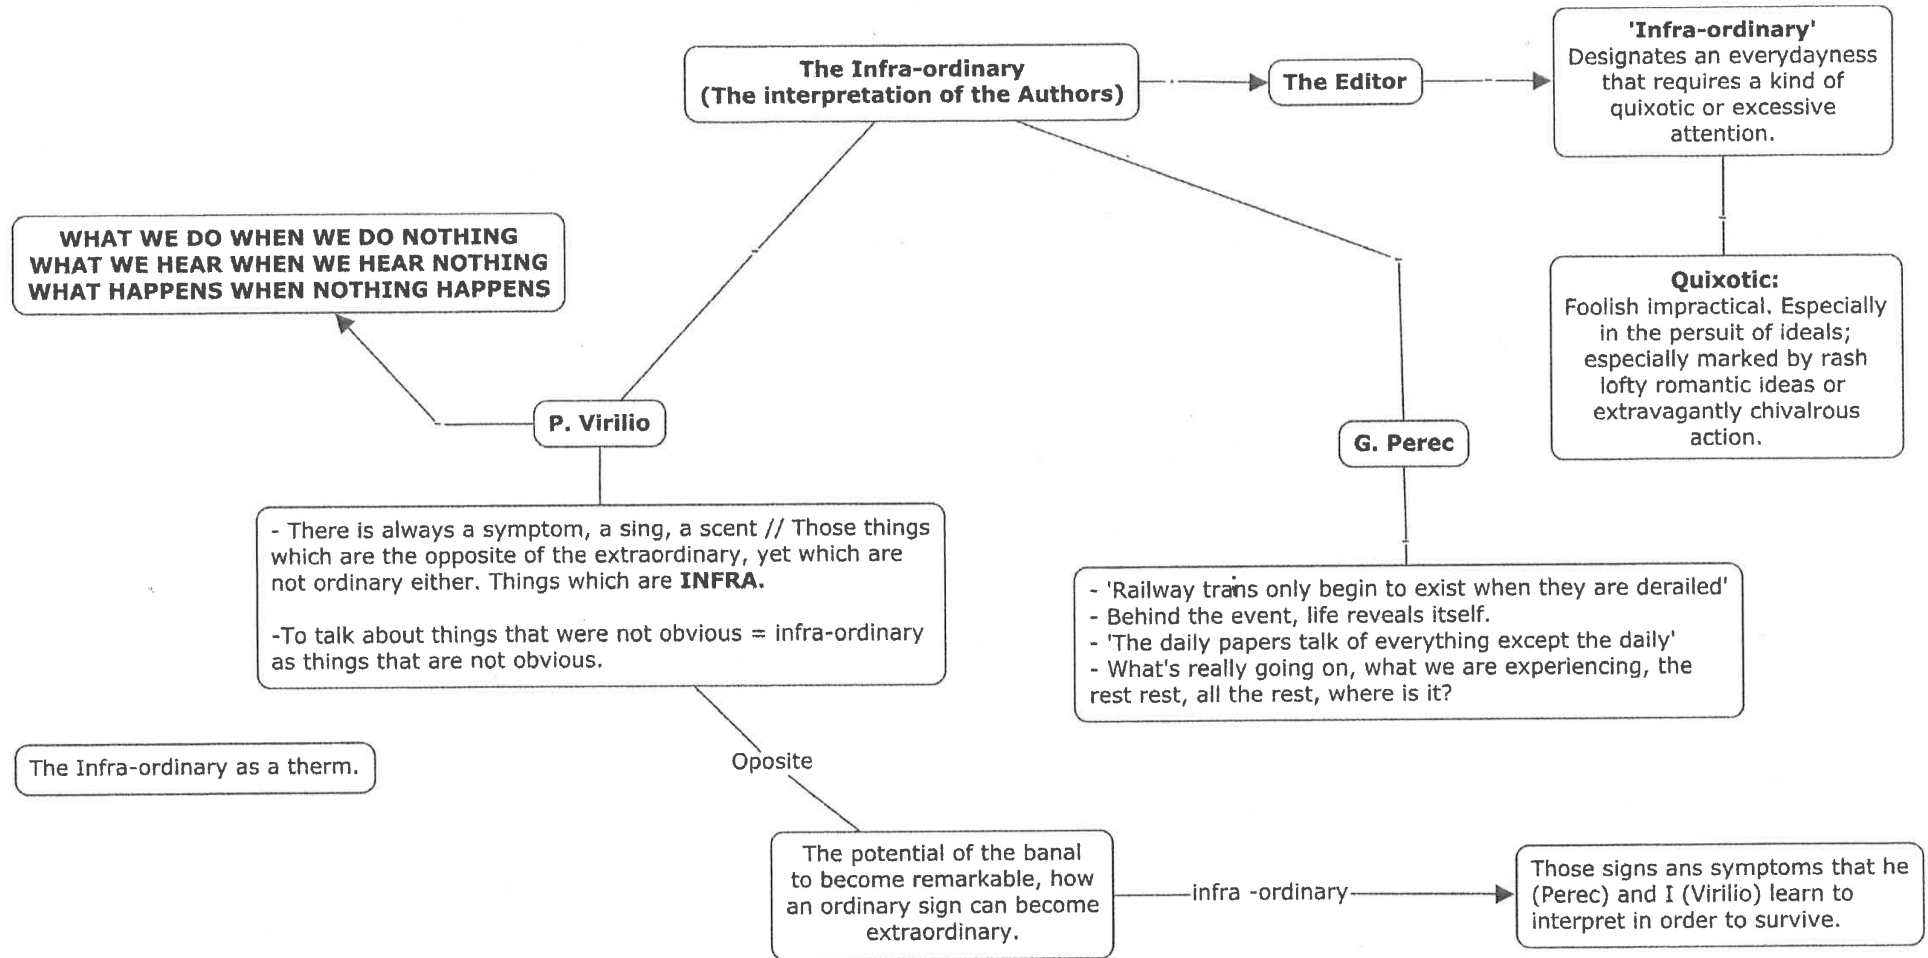 The Infra-ordinary
(The interpretation of the Authors)
The Editor
'Infra-ordinary'
Designates an everydayness
that requires a kind of
quixotic or excessive
attention.
Quixotic:
Foolish impractical. Especially
in the persuit of ideals;
especially marked by rash
lofty romantic ideas or
extravagantly chivalrous
action.
WHAT WE DO WHEN WE DO NOTHING
WHAT WE HEAR WHEN WE HEAR NOTHING
WHAT HAPPENS WHEN NOTHING HAPPENS
P. Virilio
G. Perec
- There is always a symptom, a sing, a scent // Those things
which are the opposite of the extraordinary, yet which are
not ordinary either. Things which are INFRA.
-To talk about things that were not obvious = infra-ordinary
as things that are not obvious.
- 'Railway trains only begin to exist when they are derailed'
- Behind the event, life reveals itself.
- 'The daily papers talk of everything except the daily'
- What's really going on, what we are experiencing, the
rest rest, all the rest, where is it?
The Infra-ordinary as a therm.
Oposite
The potential of the banal
to become remarkable, how
an ordinary sign can become
extraordinary.
infra -ordinary
Those signs ans symptoms that he
(Perec) and I (Virilio) learn to
interpret in order to survive.